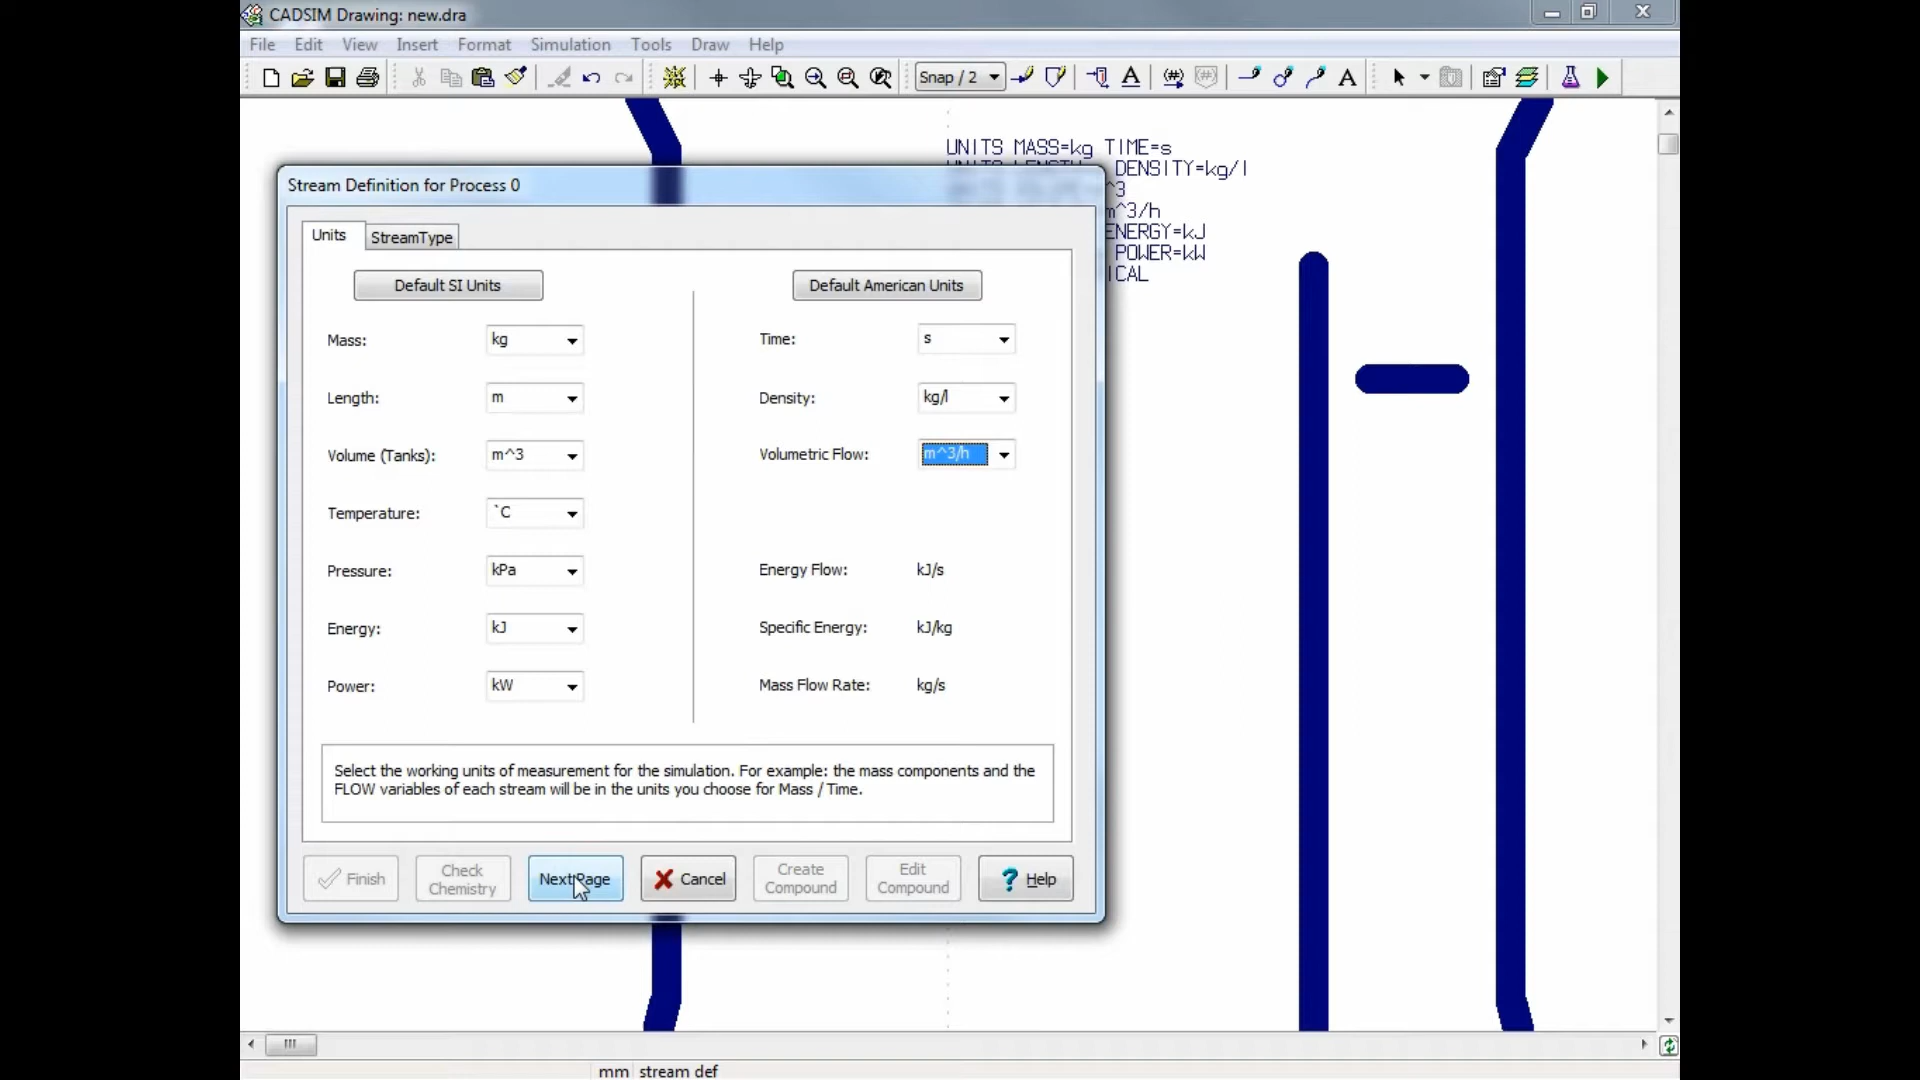 CADSIM Drawing: new.dra
File Edit View Insert Format Simulation Tools Draw Help
Snap / 2
UNITS MASS=kg TIME=s
DENSITY=kg/l
^3
m^3/h
ENERGY=kJ
POWER=kW
ICAL
Stream Definition for Process 0
Units StreamType
Default SI Units Default American Units
Mass: kg Time: s
Length: m Density: kg/l
Volume (Tanks): m^3 Volumetric Flow: m^3/h
Temperature: `C
Pressure: kPa Energy Flow: kJ/s
Energy: kJ Specific Energy: kJ/kg
Power: kW Mass Flow Rate: kg/s
Select the working units of measurement for the simulation. For example: the mass components and the
FLOW variables of each stream will be in the units you choose for Mass / Time.
Finish Check Chemistry Next Page Cancel Create Compound Edit Compound Help
mm stream def